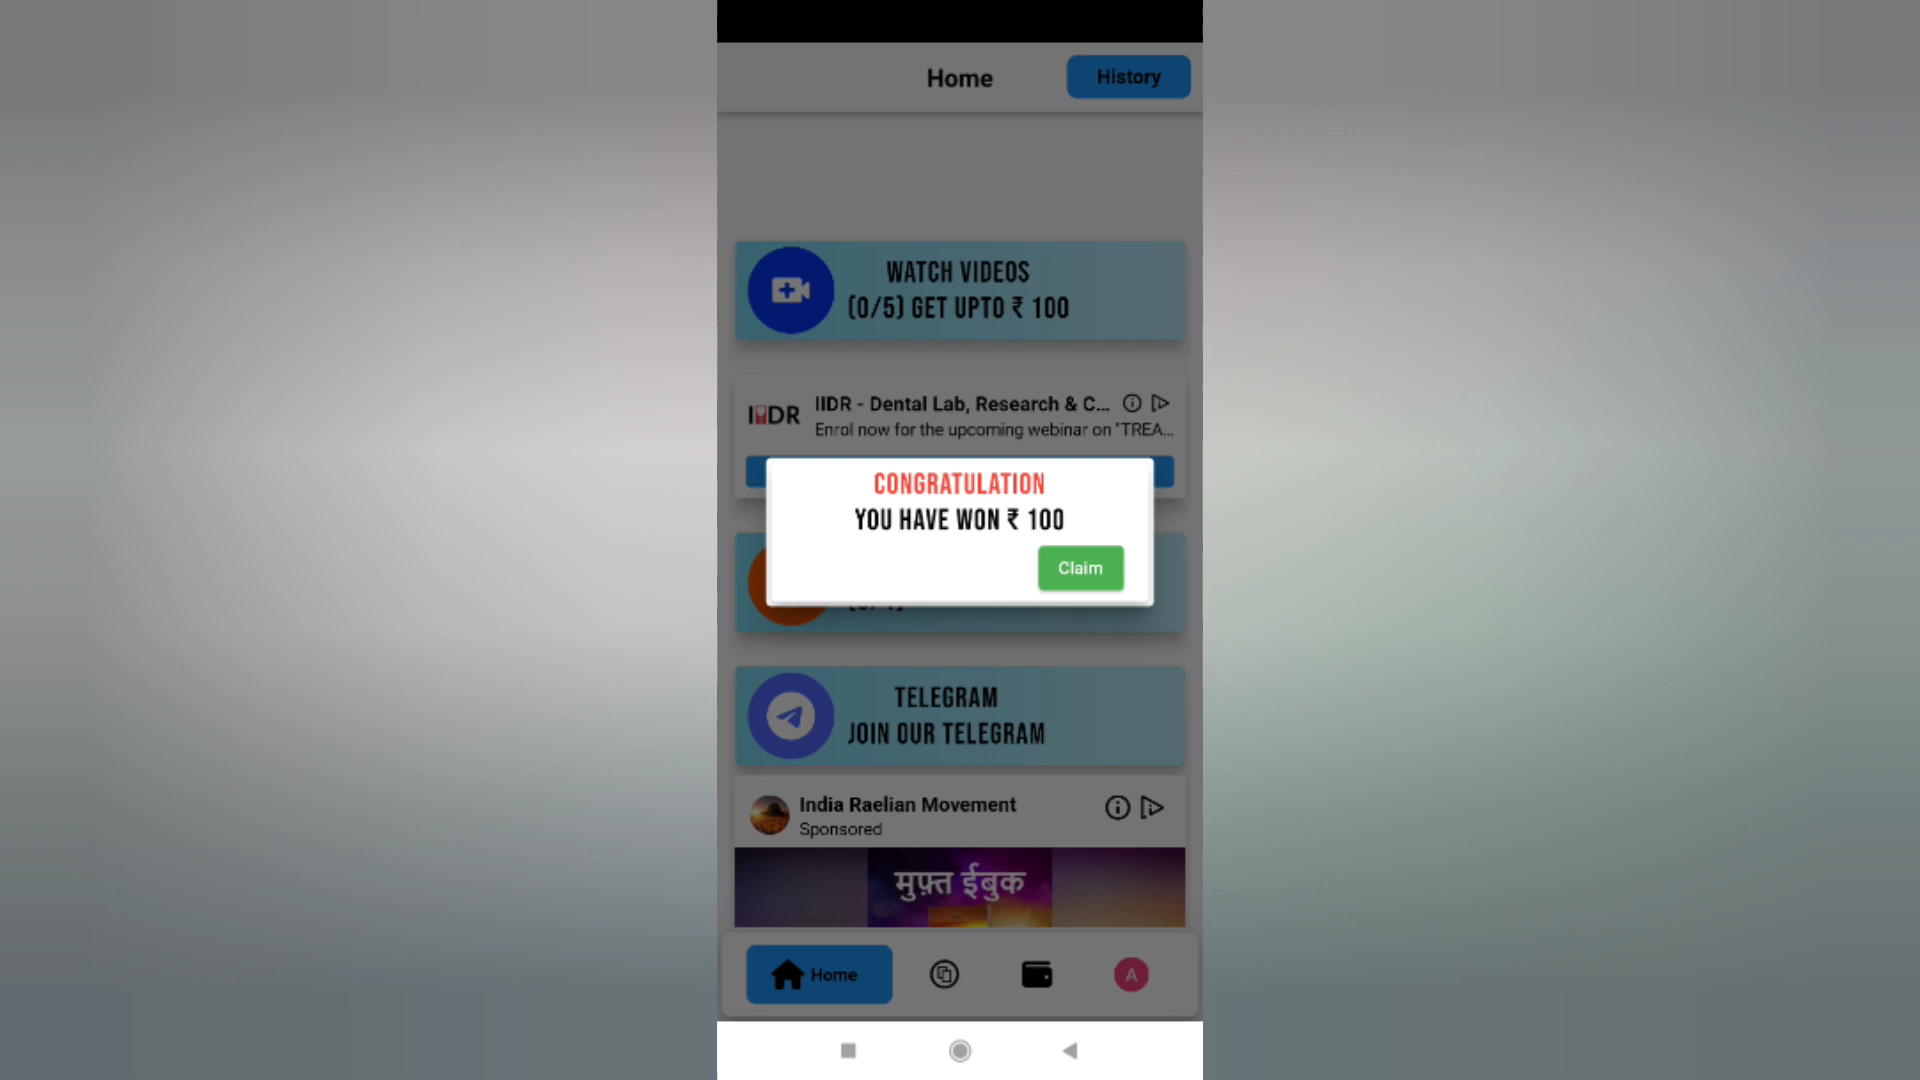 Home
History
WATCH VIDEOS
(0/5) GET UPTO ₹ 100
IIDR
IIDR - Dental Lab, Research & C...
Enrol now for the upcoming webinar on "TREA...
CONGRATULATION
YOU HAVE WON ₹ 100
Claim
TELEGRAM
JOIN OUR TELEGRAM
India Raelian Movement
Sponsored
मुफ़्त ईबुक
Home
A